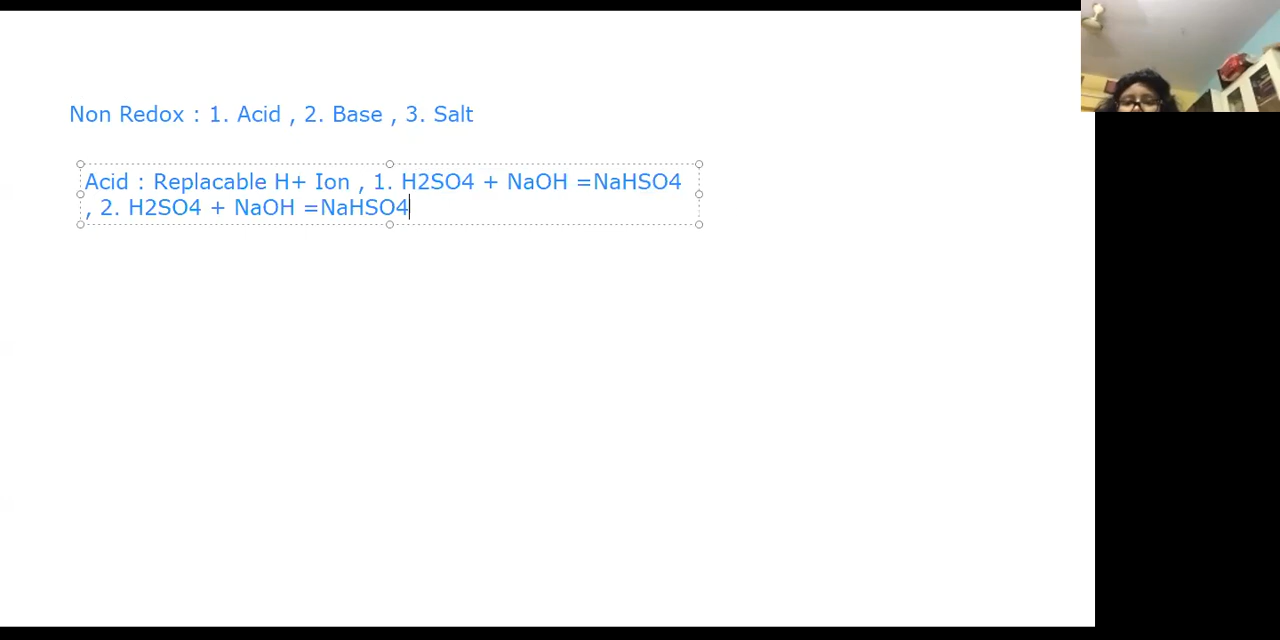 Non Redox : 1. Acid , 2. Base , 3. Salt
Acid : Replacable H+ Ion , 1. H2SO4 + NaOH =NaHSO4
, 2. H2SO4 + NaOH =NaHSO4